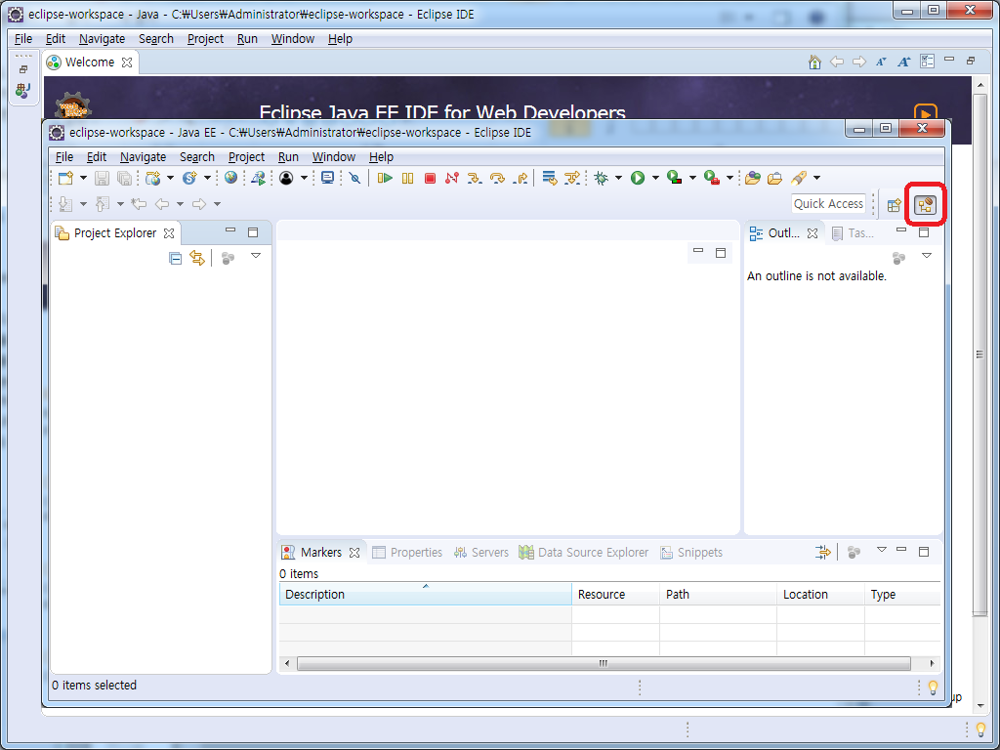 eclipse-workspace - Java - C:₩Users₩Administrator₩eclipse-workspace - Eclipse IDE
File Edit Navigate Search Project Run Window Help
Welcome
Eclipse Java EE IDE for Web Developers
eclipse-workspace - Java EE - C:₩Users₩Administrator₩eclipse-workspace - Eclipse IDE
File Edit Navigate Search Project Run Window Help
Quick Access
Project Explorer
Outl... Tas...
An outline is not available.
Markers Properties Servers Data Source Explorer Snippets
0 items
Description Resource Path Location Type
0 items selected
up